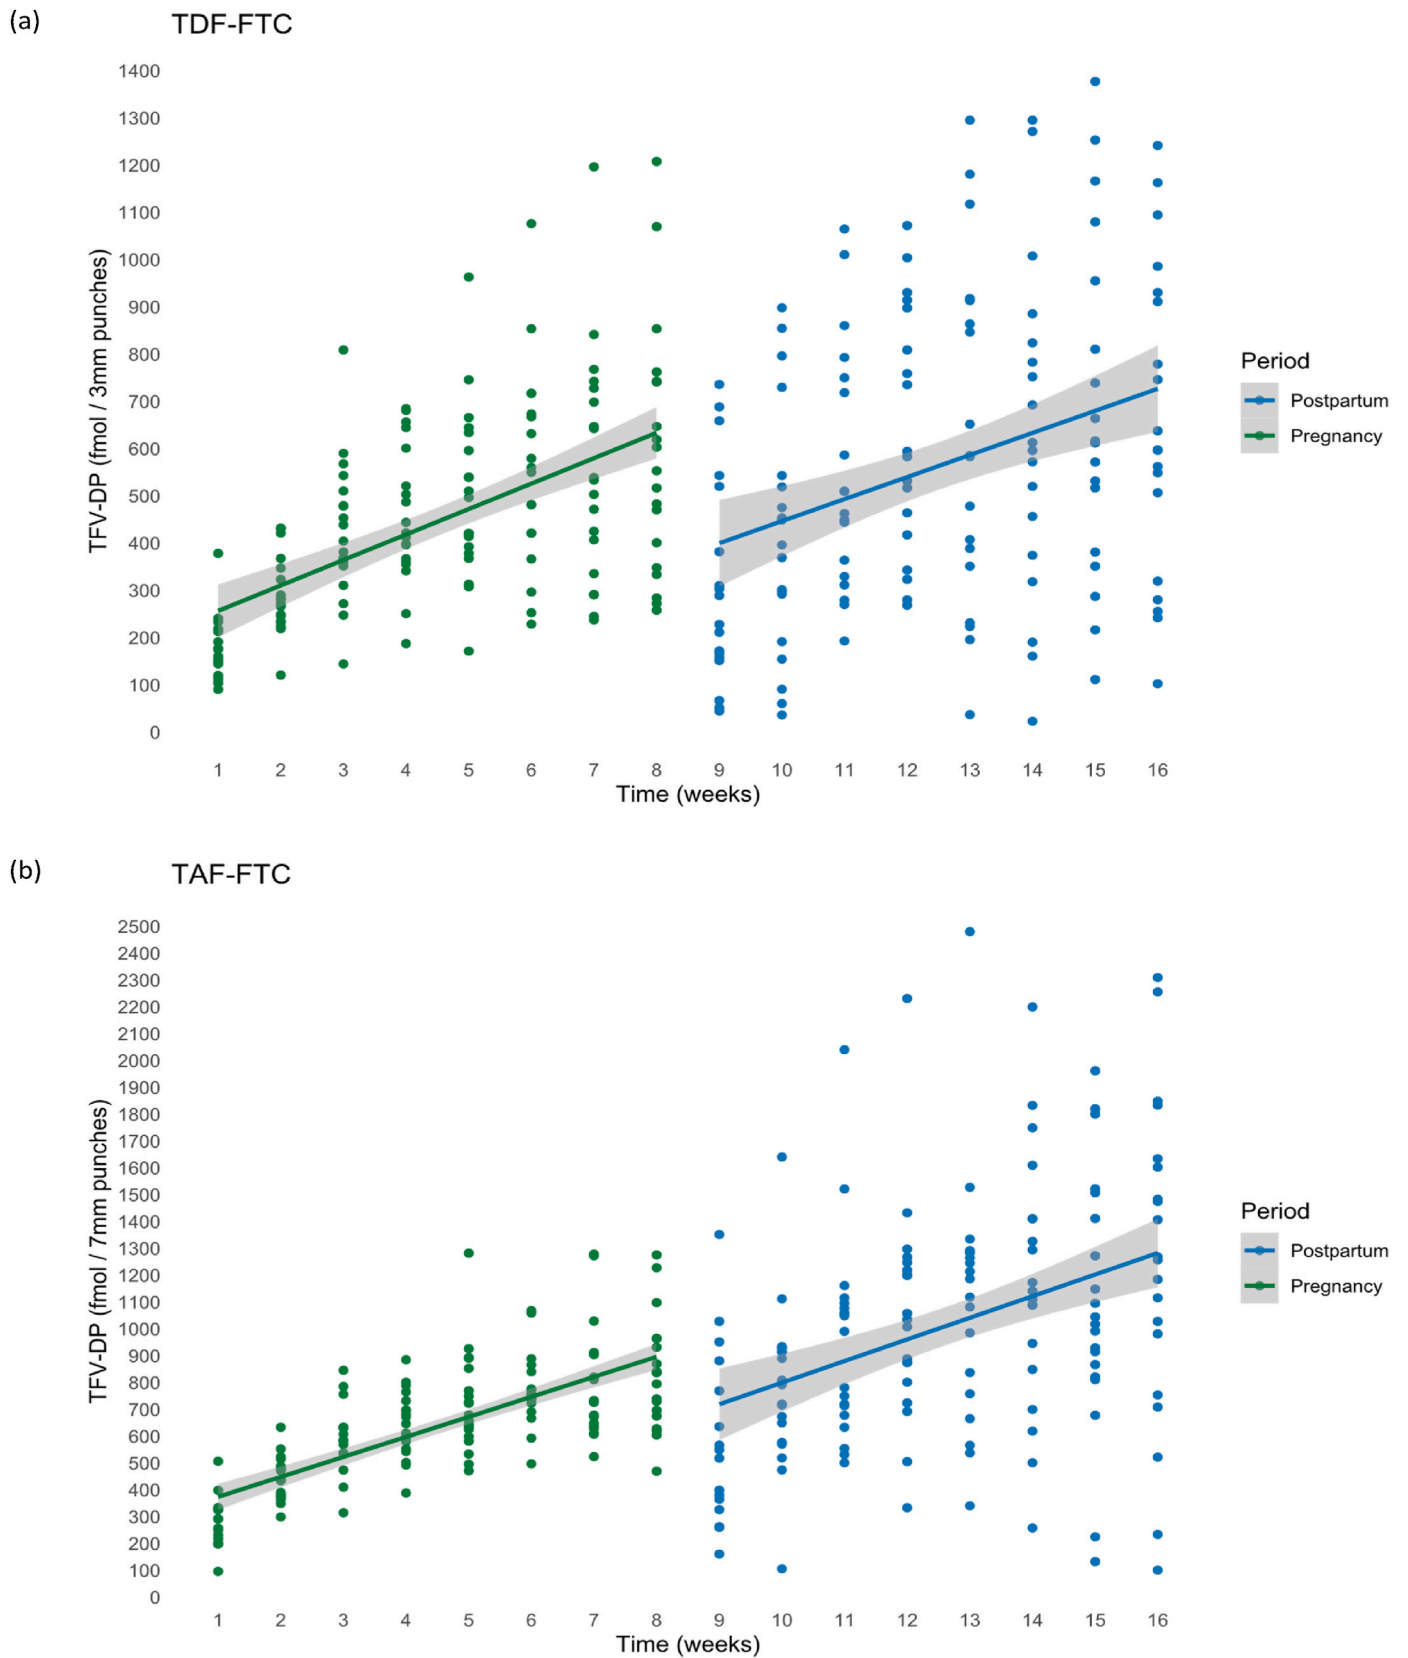 (a)
TDF-FTC
TFV-DP (fmol / 3mm punches)
1400
1300
1200
1100
1000
900
800
700
600
500
400
300
200
100
0
1 2 3 4 5 6 7 8 9 10 11 12 13 14 15 16
Time (weeks)
Period
Postpartum
Pregnancy
(b)
TAF-FTC
TFV-DP (fmol / 7mm punches)
2500
2400
2300
2200
2100
2000
1900
1800
1700
1600
1500
1400
1300
1200
1100
1000
900
800
700
600
500
400
300
200
100
0
1 2 3 4 5 6 7 8 9 10 11 12 13 14 15 16
Time (weeks)
Period
Postpartum
Pregnancy